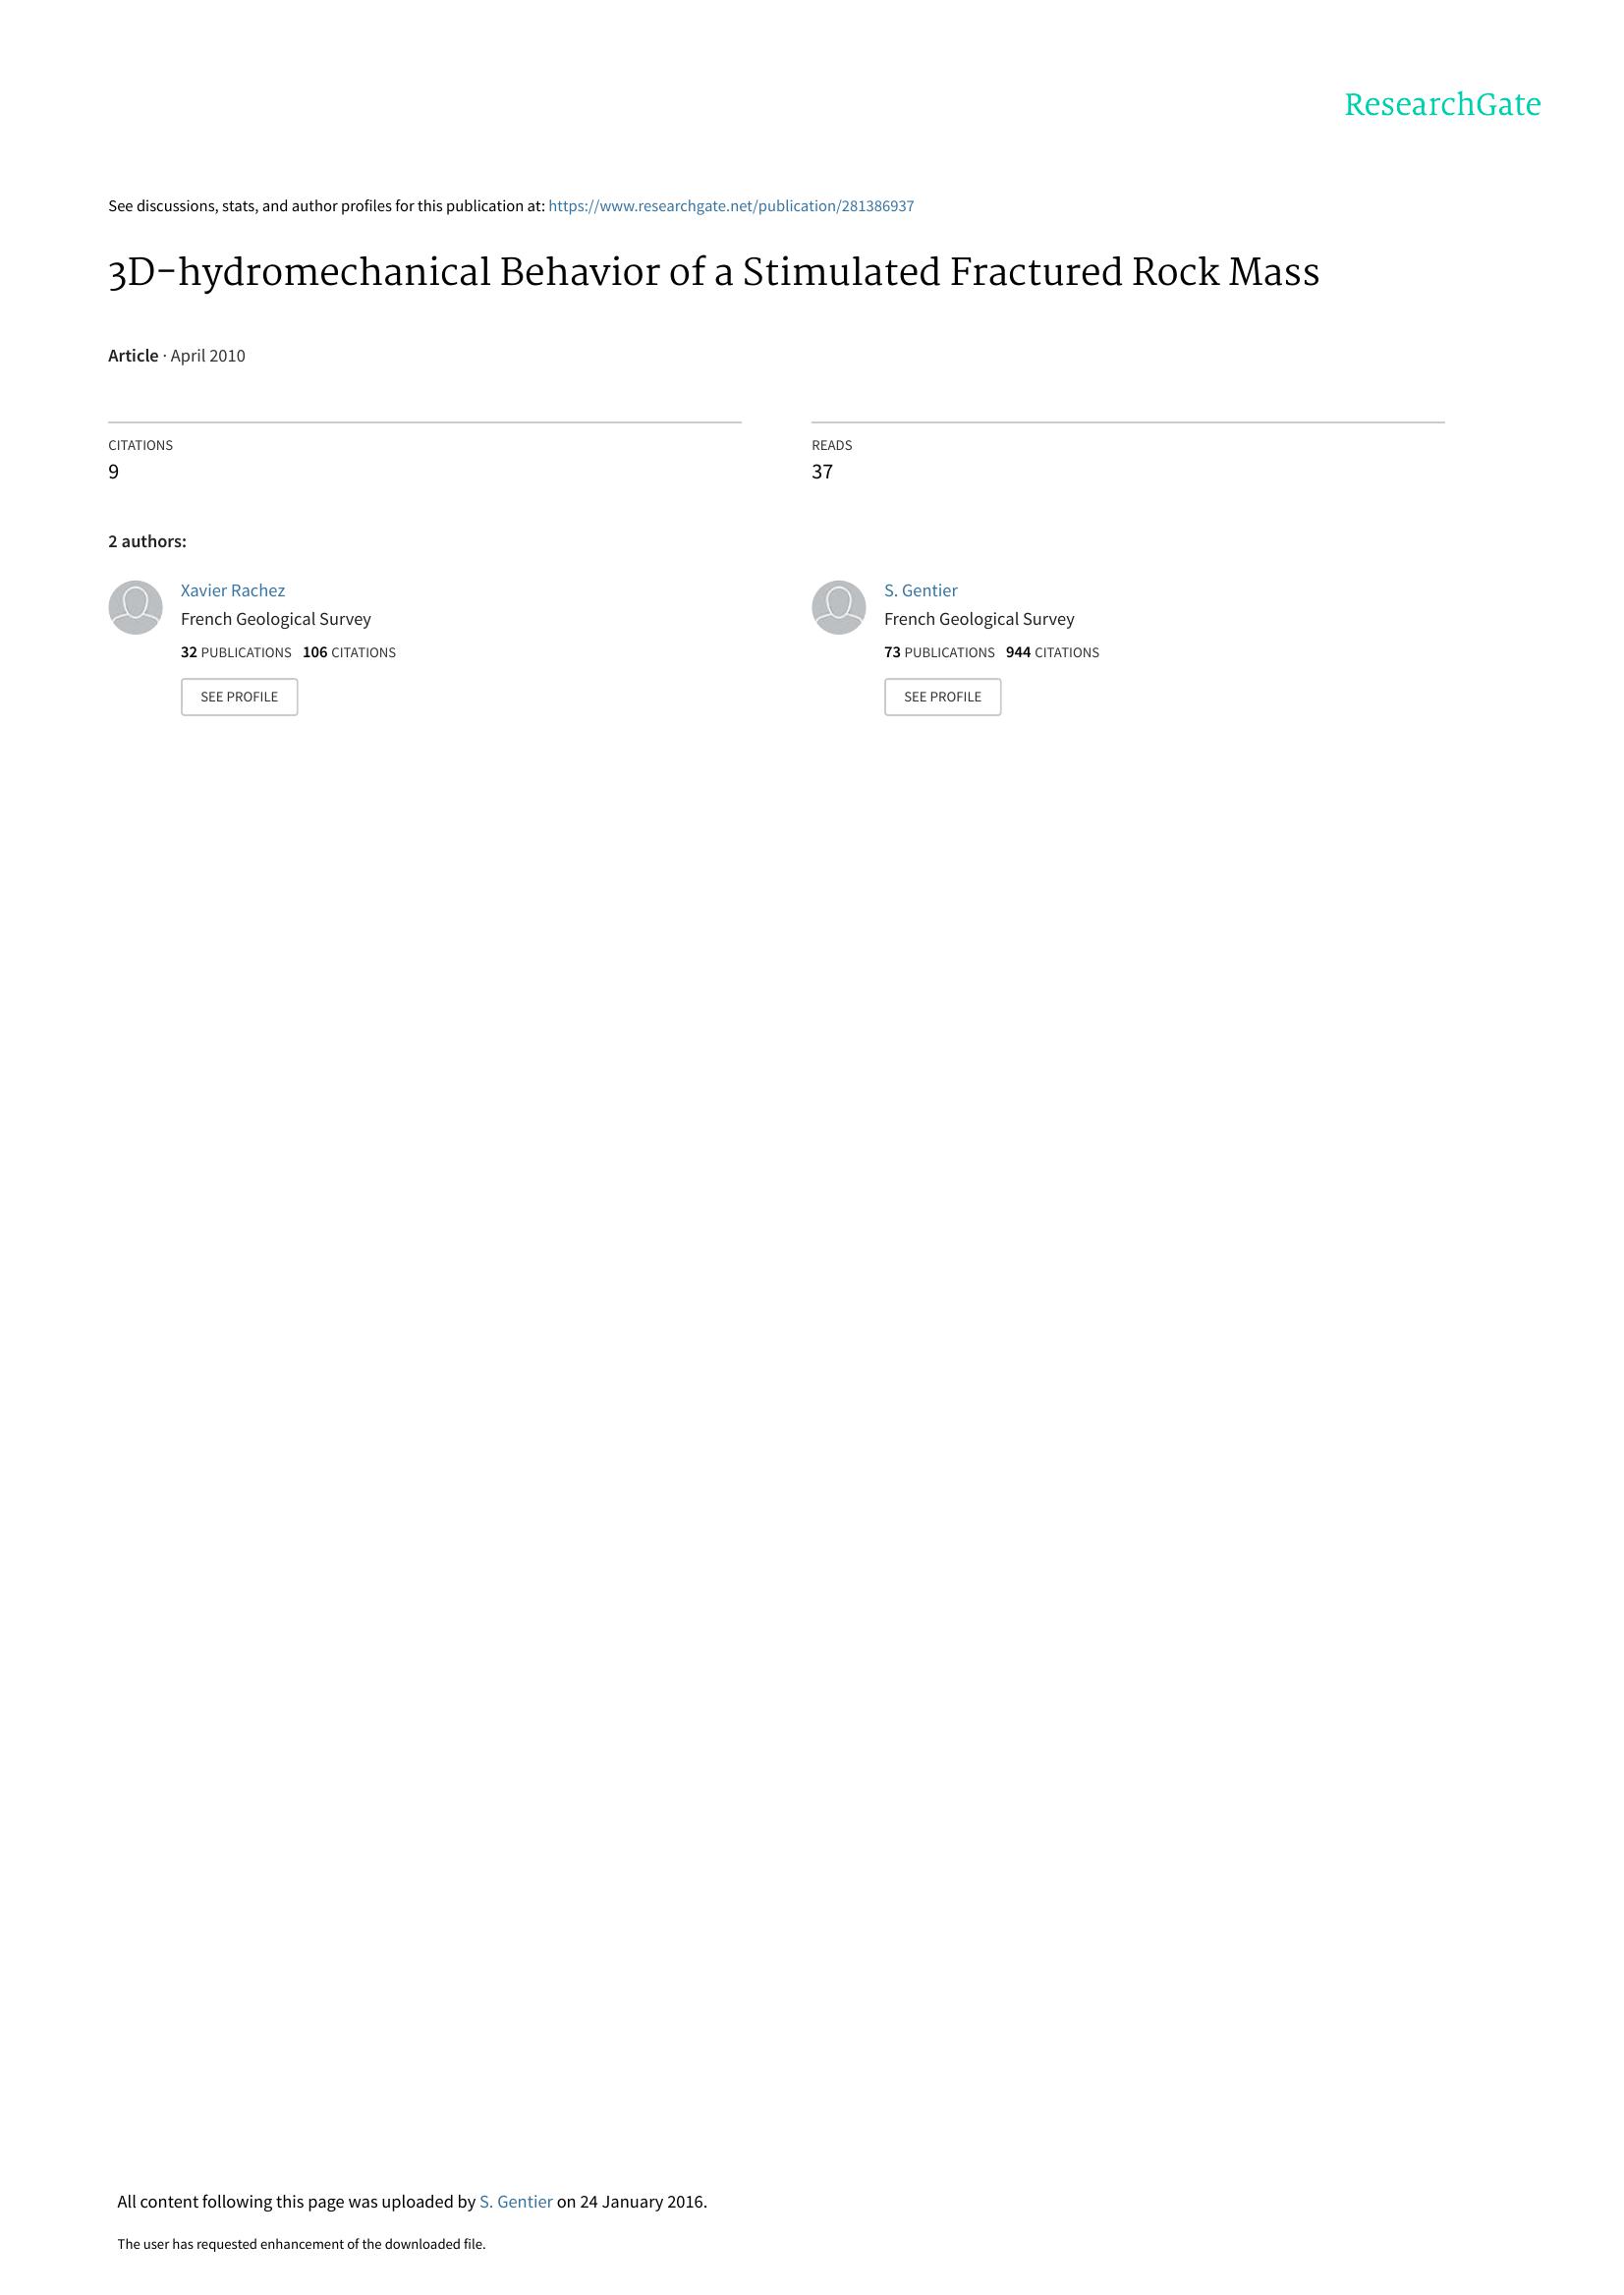 ResearchGate
See discussions, stats, and author profiles for this publication at: https://www.researchgate.net/publication/281386937
3D-hydromechanical Behavior of a Stimulated Fractured Rock Mass
Article · April 2010
CITATIONS
9
READS
37
2 authors:
Xavier Rachez
French Geological Survey
32 PUBLICATIONS 106 CITATIONS
SEE PROFILE
S. Gentier
French Geological Survey
73 PUBLICATIONS 944 CITATIONS
SEE PROFILE
All content following this page was uploaded by S. Gentier on 24 January 2016.
The user has requested enhancement of the downloaded file.